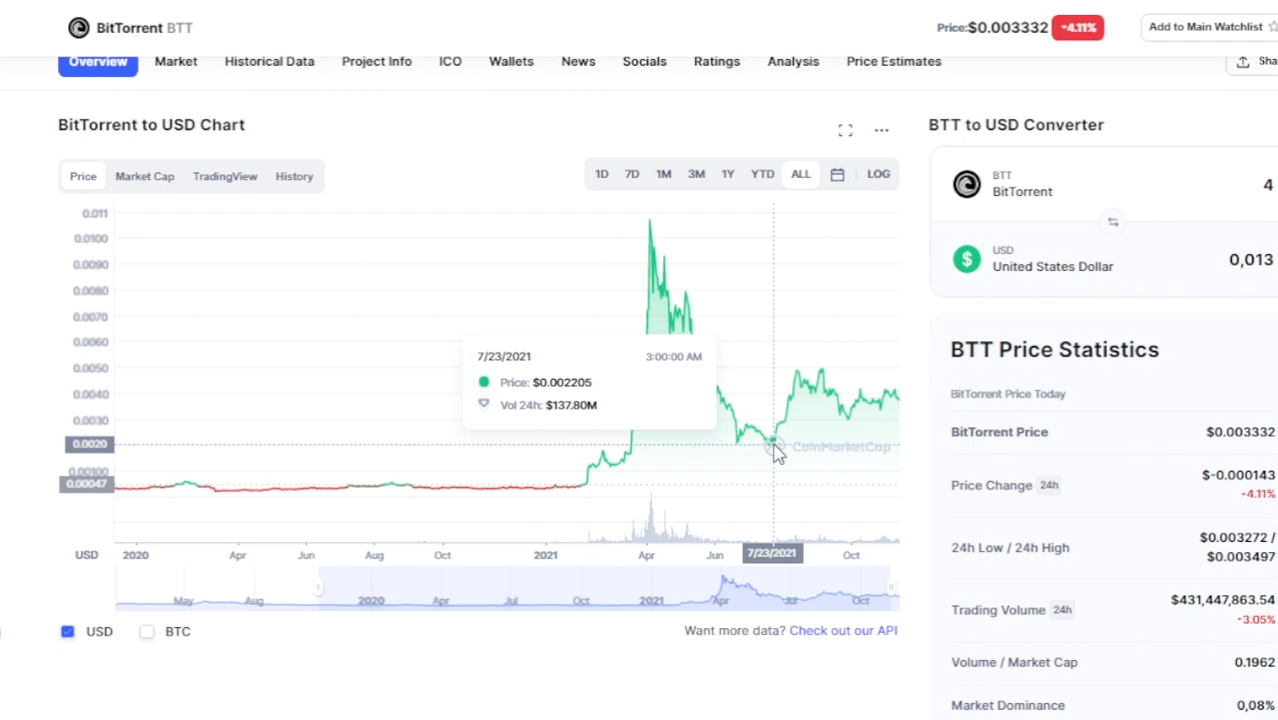 BitTorrent BTT
Price:$0.003332 -4.11% Add to Main Watchlist
Overview Market Historical Data Project Info ICO Wallets News Socials Ratings Analysis Price Estimates
BitTorrent to USD Chart
Price Market Cap TradingView History
1D 7D 1M 3M 1Y YTD ALL LOG
0.011
0.0100
0.0090
0.0080
0.0070
0.0060
0.0050
0.0040
0.0030
0.0020
0.00100
0.00047
7/23/2021 3:00:00 AM
Price: $0.002205
Vol 24h: $137.80M
CoinMarketCap
USD 2020 Apr Jun Aug Oct 2021 Apr Jun 7/23/2021 Oct
May Aug 2020 Apr Jul Oct 2021 Apr Jul Oct
USD BTC
Want more data? Check out our API
BTT to USD Converter
BTT
BitTorrent
4
USD
United States Dollar
0,013
BTT Price Statistics
BitTorrent Price Today
BitTorrent Price $0.003332
Price Change 24h $-0.000143
-4.11%
24h Low / 24h High $0.003272 /
$0.003497
Trading Volume 24h $431,447,863.54
-3.05%
Volume / Market Cap 0.1962
Market Dominance 0,08%